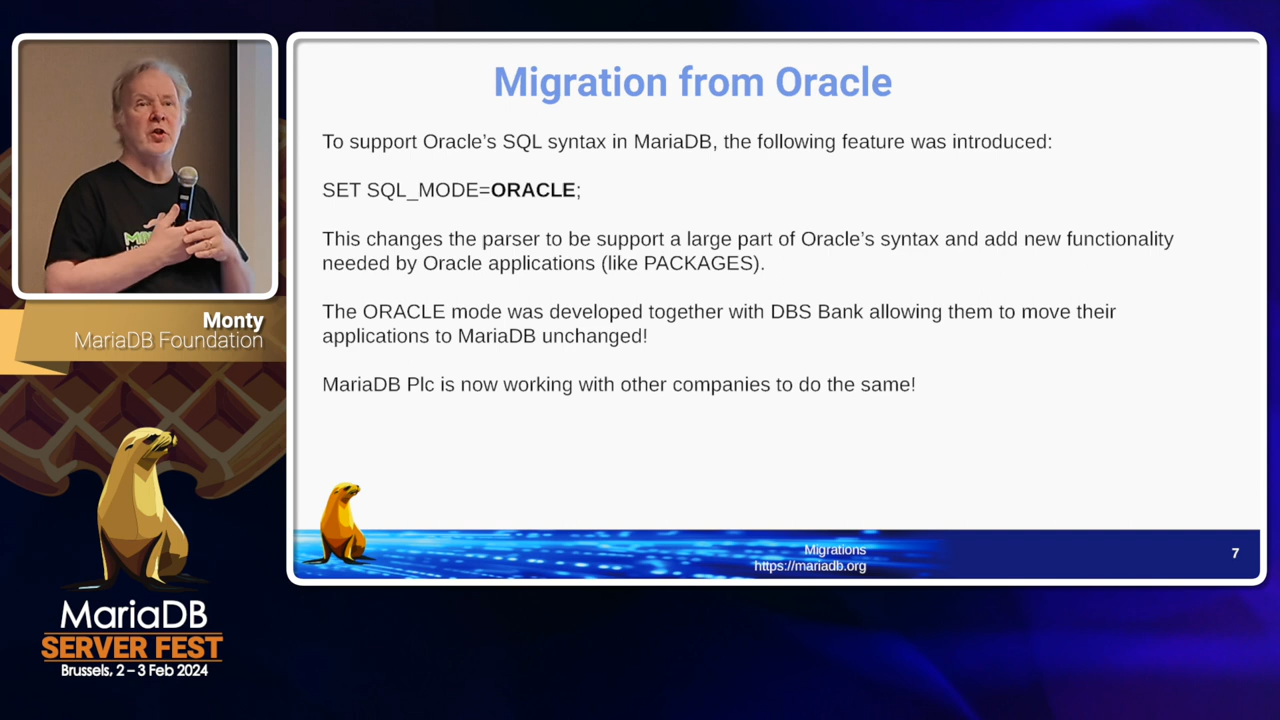 Migration from Oracle
To support Oracle's SQL syntax in MariaDB, the following feature was introduced:
SET SQL_MODE=ORACLE;
This changes the parser to be support a large part of Oracle's syntax and add new functionality
needed by Oracle applications (like PACKAGES).
The ORACLE mode was developed together with DBS Bank allowing them to move their
applications to MariaDB unchanged!
MariaDB Plc is now working with other companies to do the same!
Migrations
https://mariadb.org
7
Monty
MariaDB Foundation
MariaDB
SERVER FEST
Brussels, 2 – 3 Feb 2024